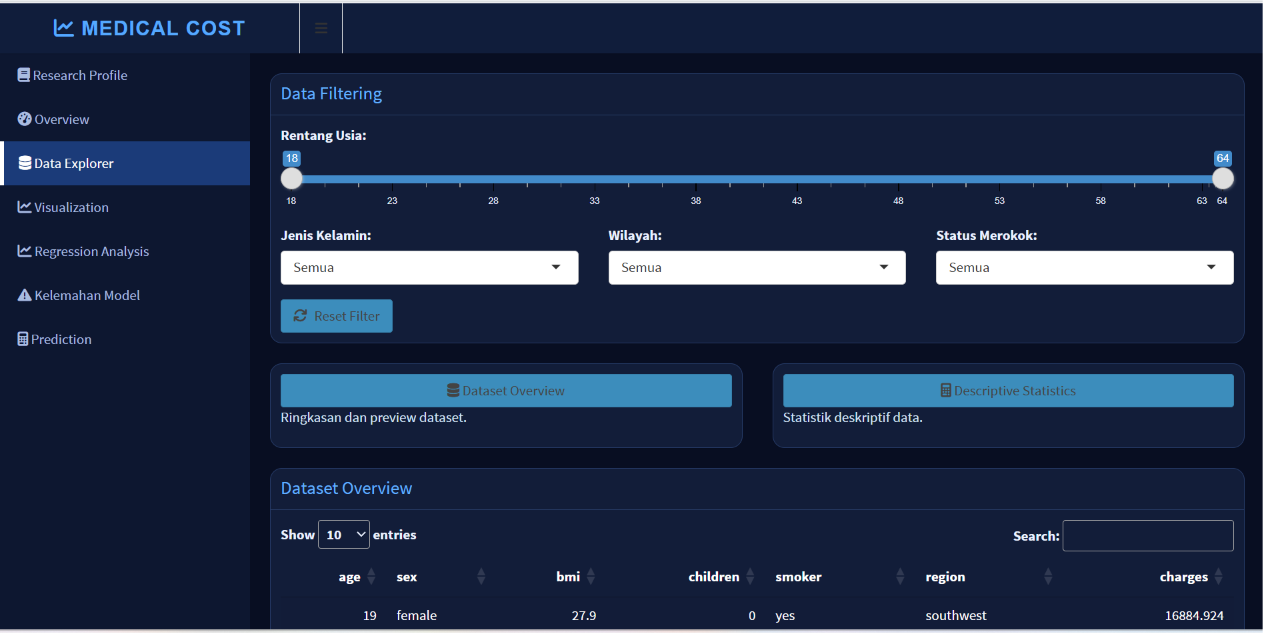 MEDICAL COST
Research Profile
Overview
Data Explorer
Visualization
Regression Analysis
Kelemahan Model
Prediction
Data Filtering
Rentang Usia:
18 64
18 23 28 33 38 43 48 53 58 63 64
Jenis Kelamin: Wilayah: Status Merokok:
Semua Semua Semua
Reset Filter
Dataset Overview Descriptive Statistics
Ringkasan dan preview dataset. Statistik deskriptif data.
Dataset Overview
Show 10 entries Search:
age sex bmi children smoker region charges
19 female 27.9 0 yes southwest 16884.924